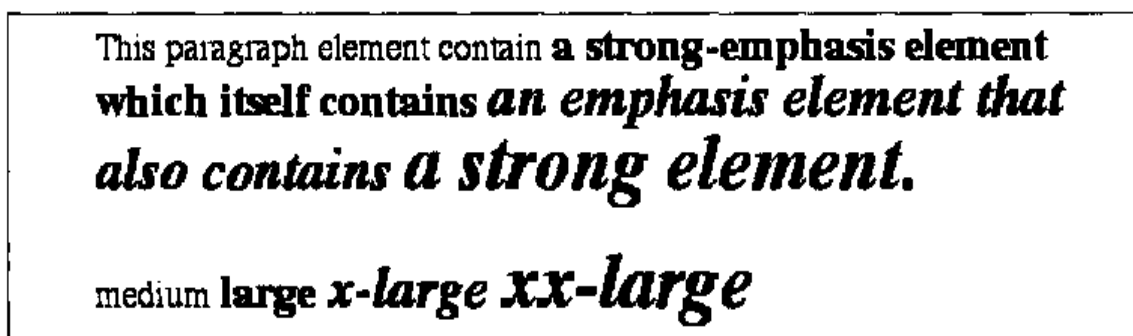 This paragraph element contain a strong-emphasis element
which itself contains an emphasis element that
also contains a strong element.
medium large x-large xx-large